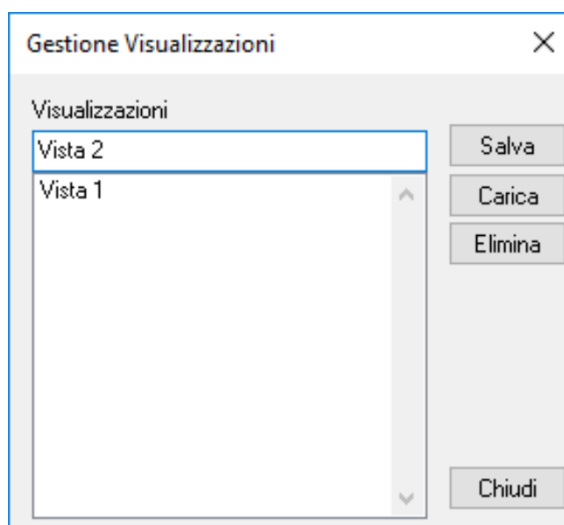 Gestione Visualizzazioni
Visualizzazioni
Vista 2
Salva
Vista 1
Carica
Elimina
Chiudi